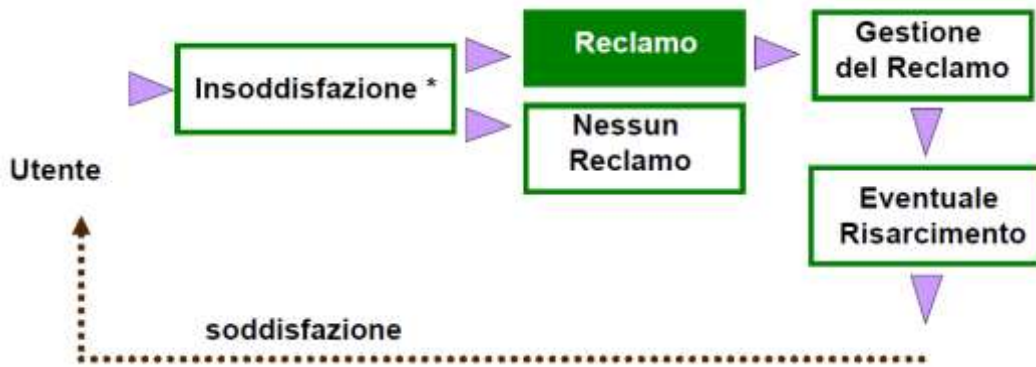 Insoddisfazione *
Reclamo
Nessun
Reclamo
Gestione
del Reclamo
Utente
Eventuale
Risarcimento
soddisfazione